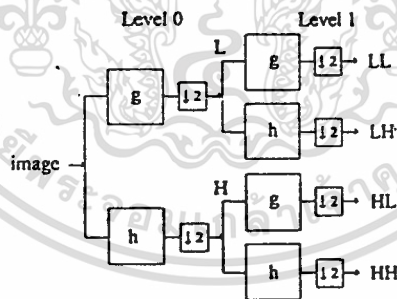 Level 0 Level 1
L g ↓2 LL
g ↓2
h ↓2 LH
image
H g ↓2 HL
h ↓2
h ↓2 HH